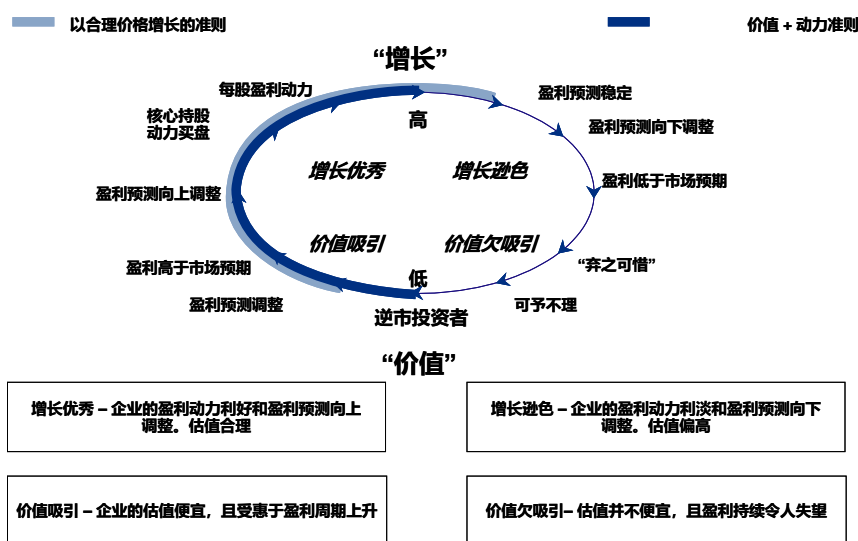 以合理价格增长的准则
价值 + 动力准则
“增长”
每股盈利动力
盈利预测稳定
核心持股
动力买盘
高
盈利预测向下调整
增长优秀
增长逊色
盈利低于市场预期
盈利预测向上调整
价值吸引
价值欠吸引
盈利高于市场预期
“弃之可惜”
低
盈利预测调整
可予不理
逆市投资者
“价值”
增长优秀 – 企业的盈利动力利好和盈利预测向上
调整。估值合理
增长逊色 – 企业的盈利动力利淡和盈利预测向下
调整。估值偏高
价值吸引 – 企业的估值便宜，且受惠于盈利周期上升
价值欠吸引– 估值并不便宜，且盈利持续令人失望